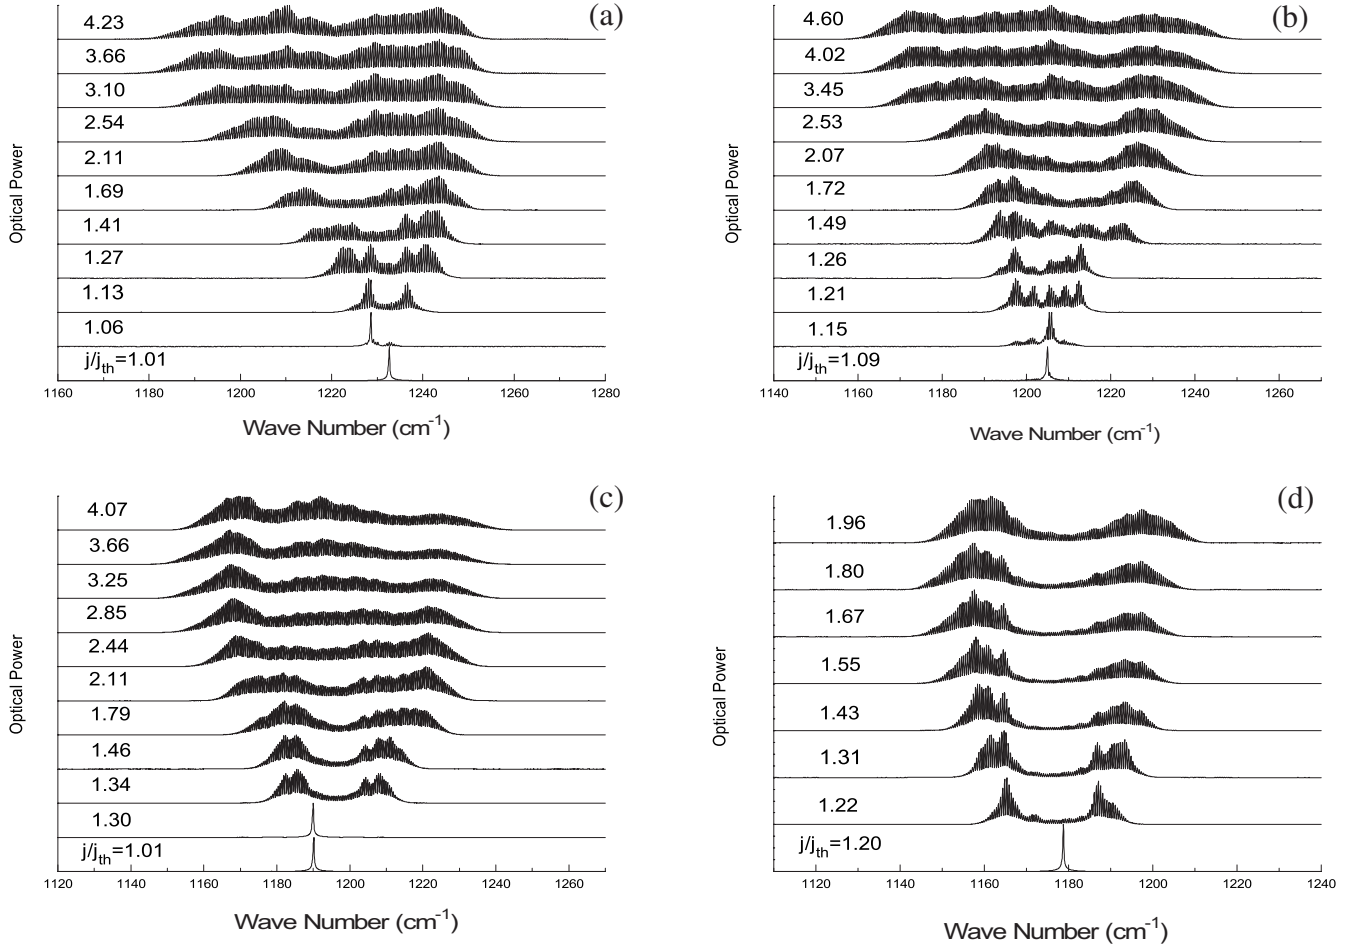 (a)
4.23
3.66
3.10
2.54
2.11
1.69
1.41
1.27
1.13
1.06
j/jth=1.01
Optical Power
1160 1180 1200 1220 1240 1260 1280
Wave Number (cm-1)
(b)
4.60
4.02
3.45
2.53
2.07
1.72
1.49
1.26
1.21
1.15
j/jth=1.09
Optical Power
1140 1160 1180 1200 1220 1240 1260
Wave Number (cm-1)
(c)
4.07
3.66
3.25
2.85
2.44
2.11
1.79
1.46
1.34
1.30
j/jth=1.01
Optical Power
1120 1140 1160 1180 1200 1220 1240 1260
Wave Number (cm-1)
(d)
1.96
1.80
1.67
1.55
1.43
1.31
1.22
j/jth=1.20
Optical Power
1120 1140 1160 1180 1200 1220 1240
Wave Number (cm-1)